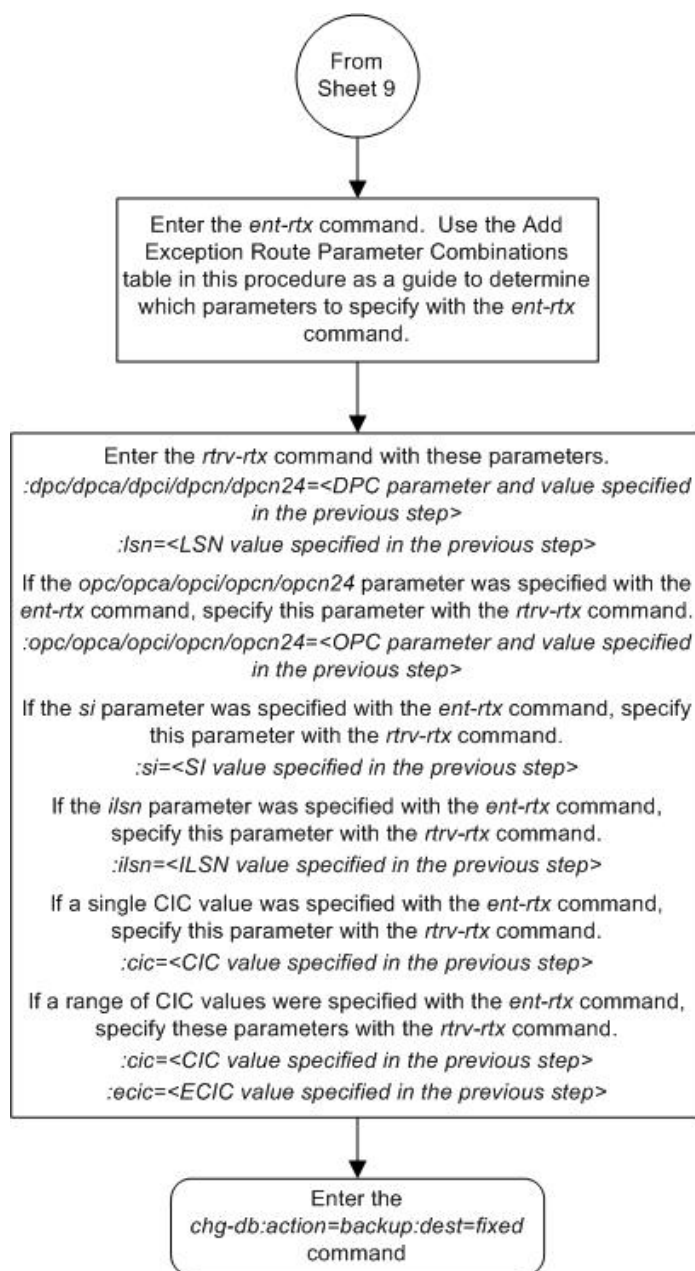 From
Sheet 9
Enter the ent-rtx command.  Use the Add
Exception Route Parameter Combinations
table in this procedure as a guide to determine
which parameters to specify with the ent-rtx
command.
Enter the rtrv-rtx command with these parameters.
:dpc/dpca/dpci/dpcn/dpcn24=<DPC parameter and value specified
in the previous step>
:lsn=<LSN value specified in the previous step>
If the opc/opca/opci/opcn/opcn24 parameter was specified with the
ent-rtx command, specify this parameter with the rtrv-rtx command.
:opc/opca/opci/opcn/opcn24=<OPC parameter and value specified
in the previous step>
If the si parameter was specified with the ent-rtx command, specify
this parameter with the rtrv-rtx command.
:si=<SI value specified in the previous step>
If the ilsn parameter was specified with the ent-rtx command,
specify this parameter with the rtrv-rtx command.
:ilsn=<ILSN value specified in the previous step>
If a single CIC value was specified with the ent-rtx command,
specify this parameter with the rtrv-rtx command.
:cic=<CIC value specified in the previous step>
If a range of CIC values were specified with the ent-rtx command,
specify these parameters with the rtrv-rtx command.
:cic=<CIC value specified in the previous step>
:ecic=<ECIC value specified in the previous step>
Enter the
chg-db:action=backup:dest=fixed
command